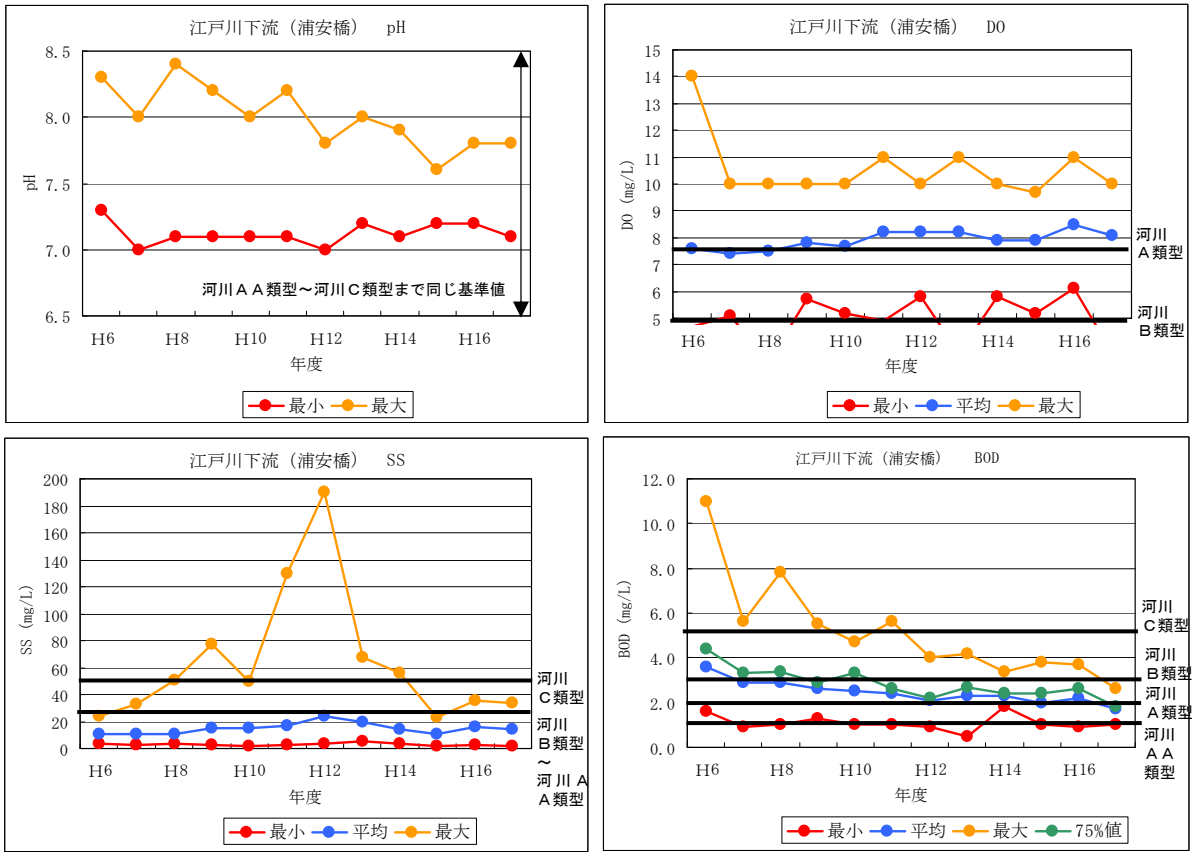 江戸川下流（浦安橋） pH
8.5
8.0
7.5
7.0
6.5
pH
河川ＡＡ類型～河川Ｃ類型まで同じ基準値
H6 H8 H10 H12 H14 H16
年度
最小 最大
江戸川下流（浦安橋） DO
15
14
13
12
11
10
9
8
7
6
5
DO (mg/L)
河川
Ａ類型
河川
Ｂ類型
H6 H8 H10 H12 H14 H16
年度
最小 平均 最大
江戸川下流（浦安橋） SS
200
180
160
140
120
100
80
60
40
20
0
SS (mg/L)
河川
Ｃ類型
河川
Ｂ類型
～
河川Ａ
Ａ類型
H6 H8 H10 H12 H14 H16
年度
最小 平均 最大
江戸川下流（浦安橋） BOD
12.0
10.0
8.0
6.0
4.0
2.0
0.0
BOD (mg/L)
河川
Ｃ類型
河川
Ｂ類型
河川
Ａ類型
河川
ＡＡ
類型
H6 H8 H10 H12 H14 H16
年度
最小 平均 最大 75%値